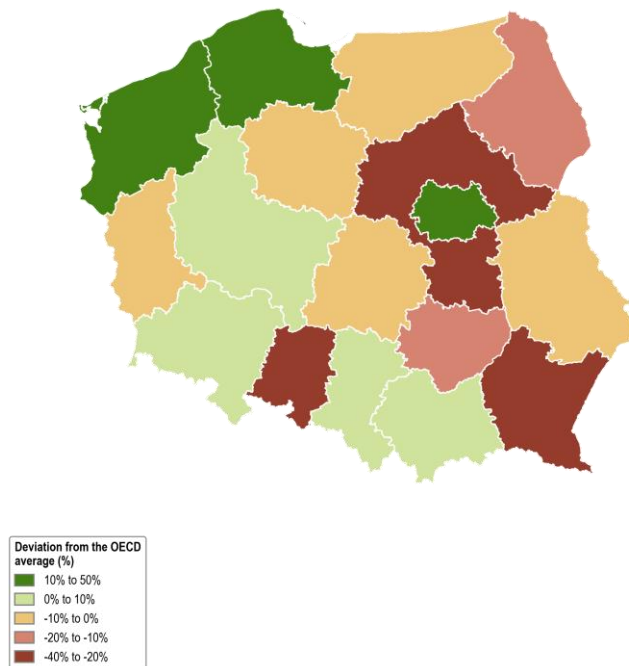 Deviation from the OECD
average (%)
10% to 50%
0% to 10%
-10% to 0%
-20% to -10%
-40% to -20%